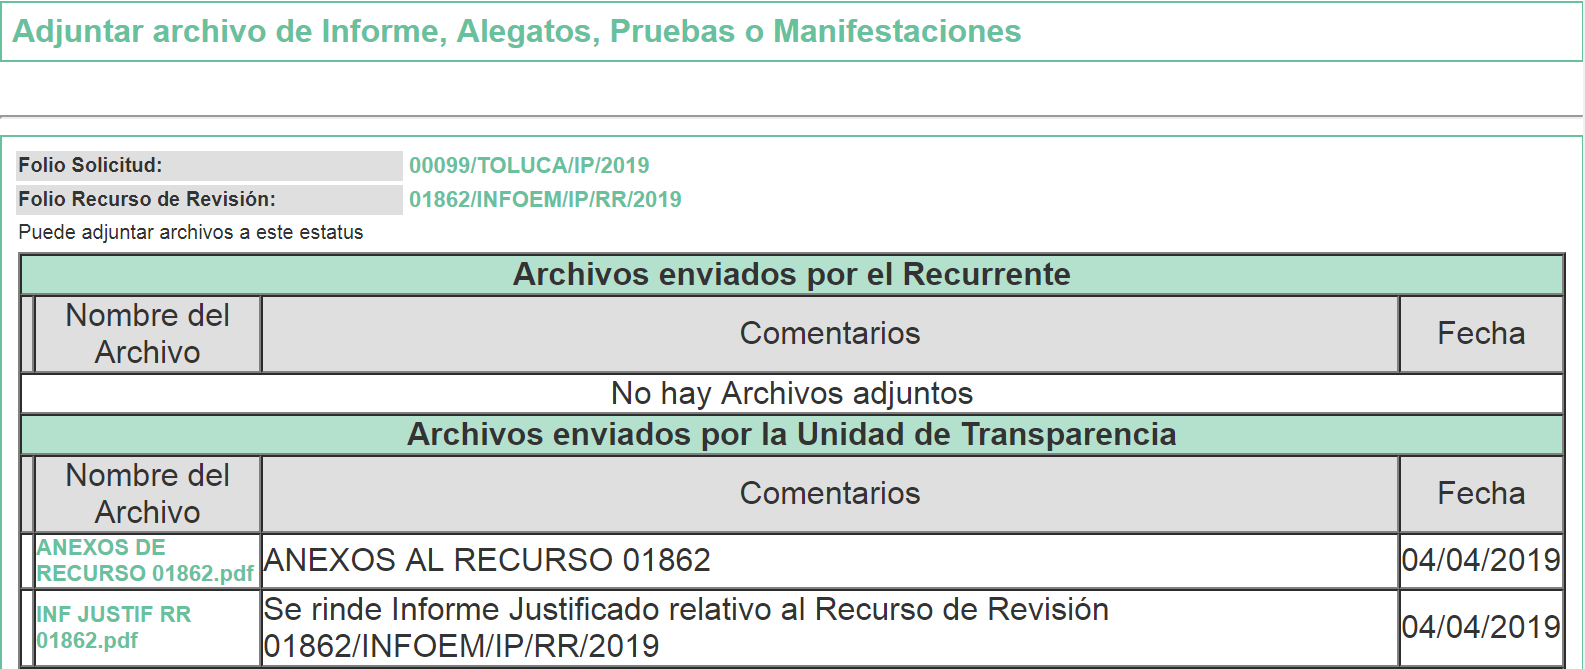 Adjuntar archivo de Informe, Alegatos, Pruebas o Manifestaciones
Folio Solicitud: 00099/TOLUCA/IP/2019
Folio Recurso de Revisión: 01862/INFOEM/IP/RR/2019
Puede adjuntar archivos a este estatus
Archivos enviados por el Recurrente
Nombre del
Archivo
Comentarios
Fecha
No hay Archivos adjuntos
Archivos enviados por la Unidad de Transparencia
Nombre del
Archivo
Comentarios
Fecha
ANEXOS DE
RECURSO 01862.pdf
ANEXOS AL RECURSO 01862
04/04/2019
INF JUSTIF RR
01862.pdf
Se rinde Informe Justificado relativo al Recurso de Revisión
01862/INFOEM/IP/RR/2019
04/04/2019